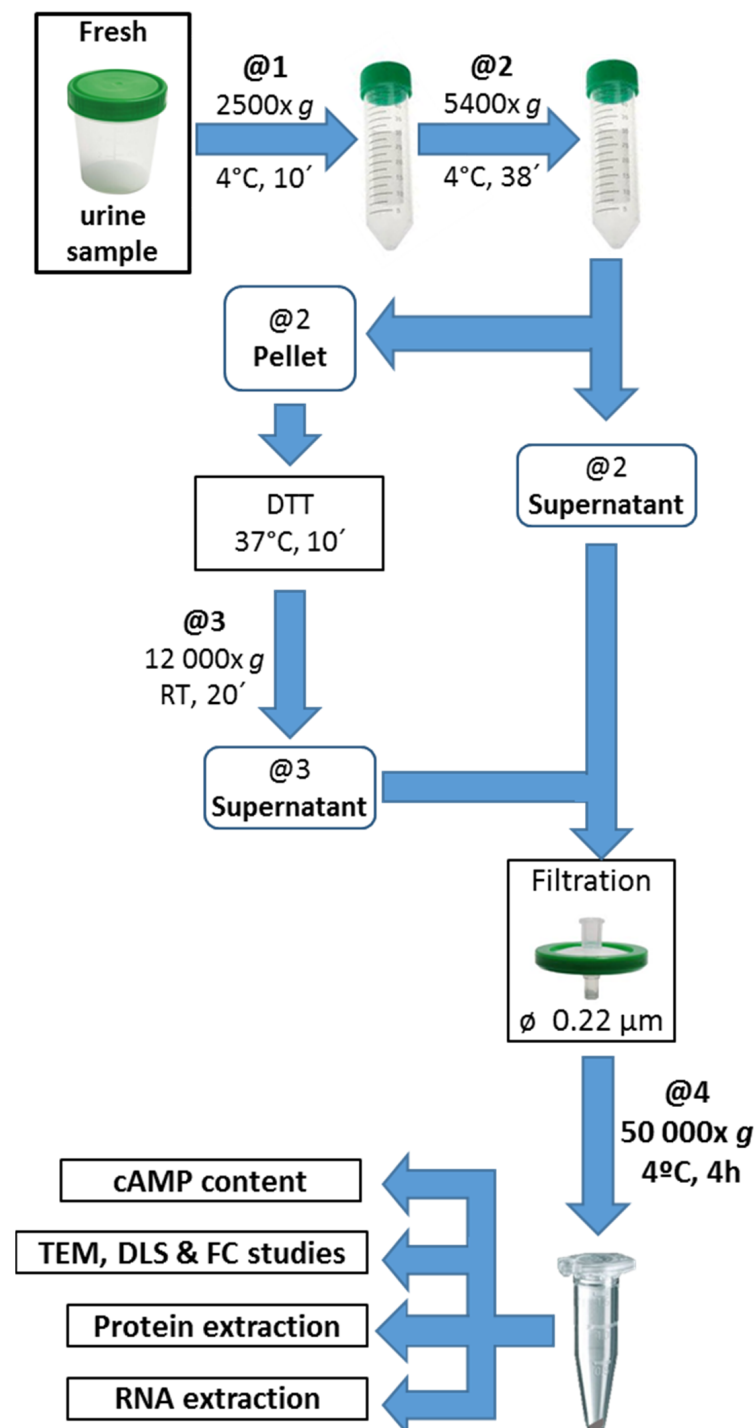 Fresh
urine
sample
@1
2500x g
4°C, 10´
@2
5400x g
4°C, 38´
@2
Pellet
@2
Supernatant
DTT
37°C, 10´
@3
12 000x g
RT, 20´
@3
Supernatant
Filtration
ø 0.22 µm
@4
50 000x g
4ºC, 4h
cAMP content
TEM, DLS & FC studies
Protein extraction
RNA extraction